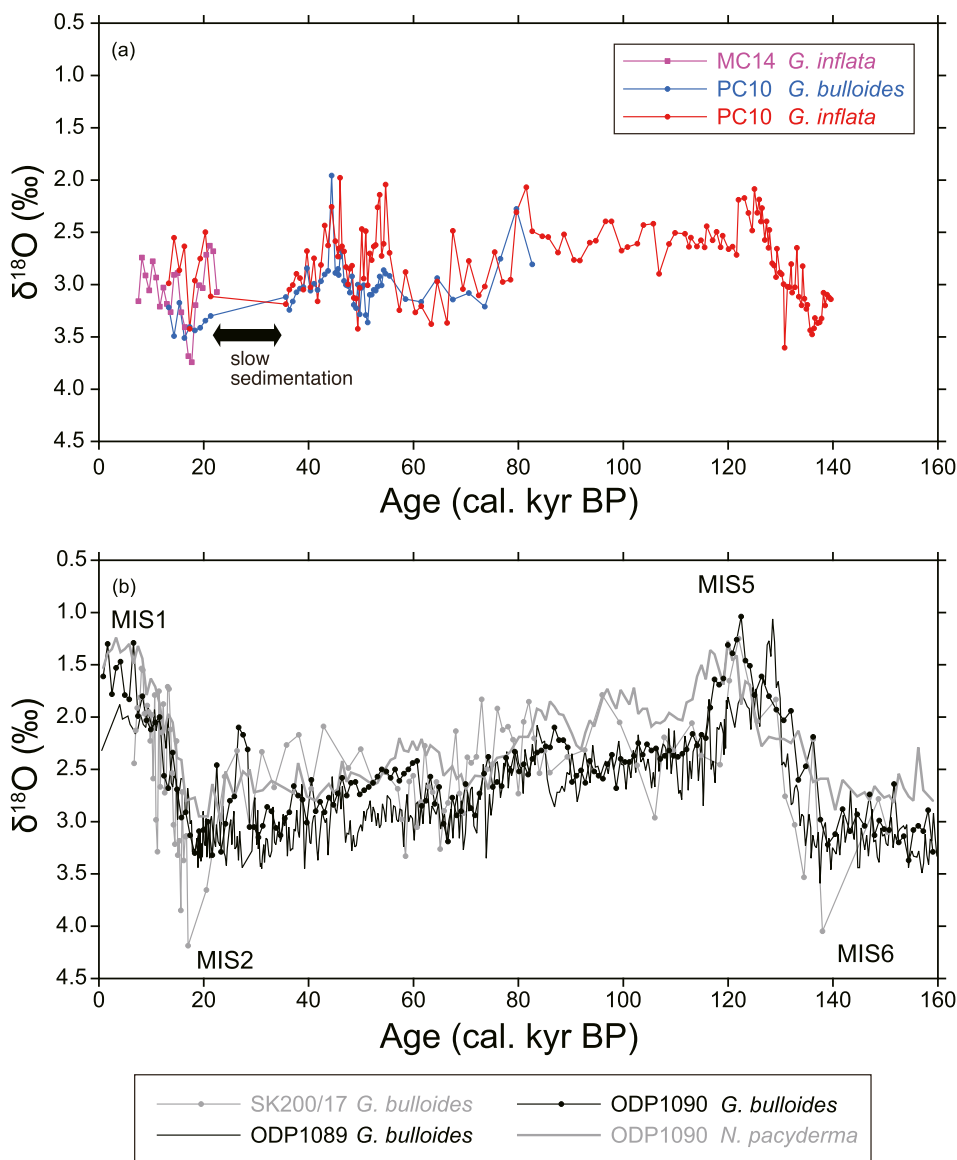 (a)
MC14 G. inflata
PC10 G. bulloides
PC10 G. inflata
0.5
1.0
1.5
2.0
2.5
3.0
3.5
4.0
4.5
δ18O (‰)
slow
sedimentation
0 20 40 60 80 100 120 140 160
Age (cal. kyr BP)
(b)
MIS1
MIS5
MIS2
MIS6
0.5
1.0
1.5
2.0
2.5
3.0
3.5
4.0
4.5
δ18O (‰)
0 20 40 60 80 100 120 140 160
Age (cal. kyr BP)
SK200/17 G. bulloides
ODP1090 G. bulloides
ODP1089 G. bulloides
ODP1090 N. pacyderma